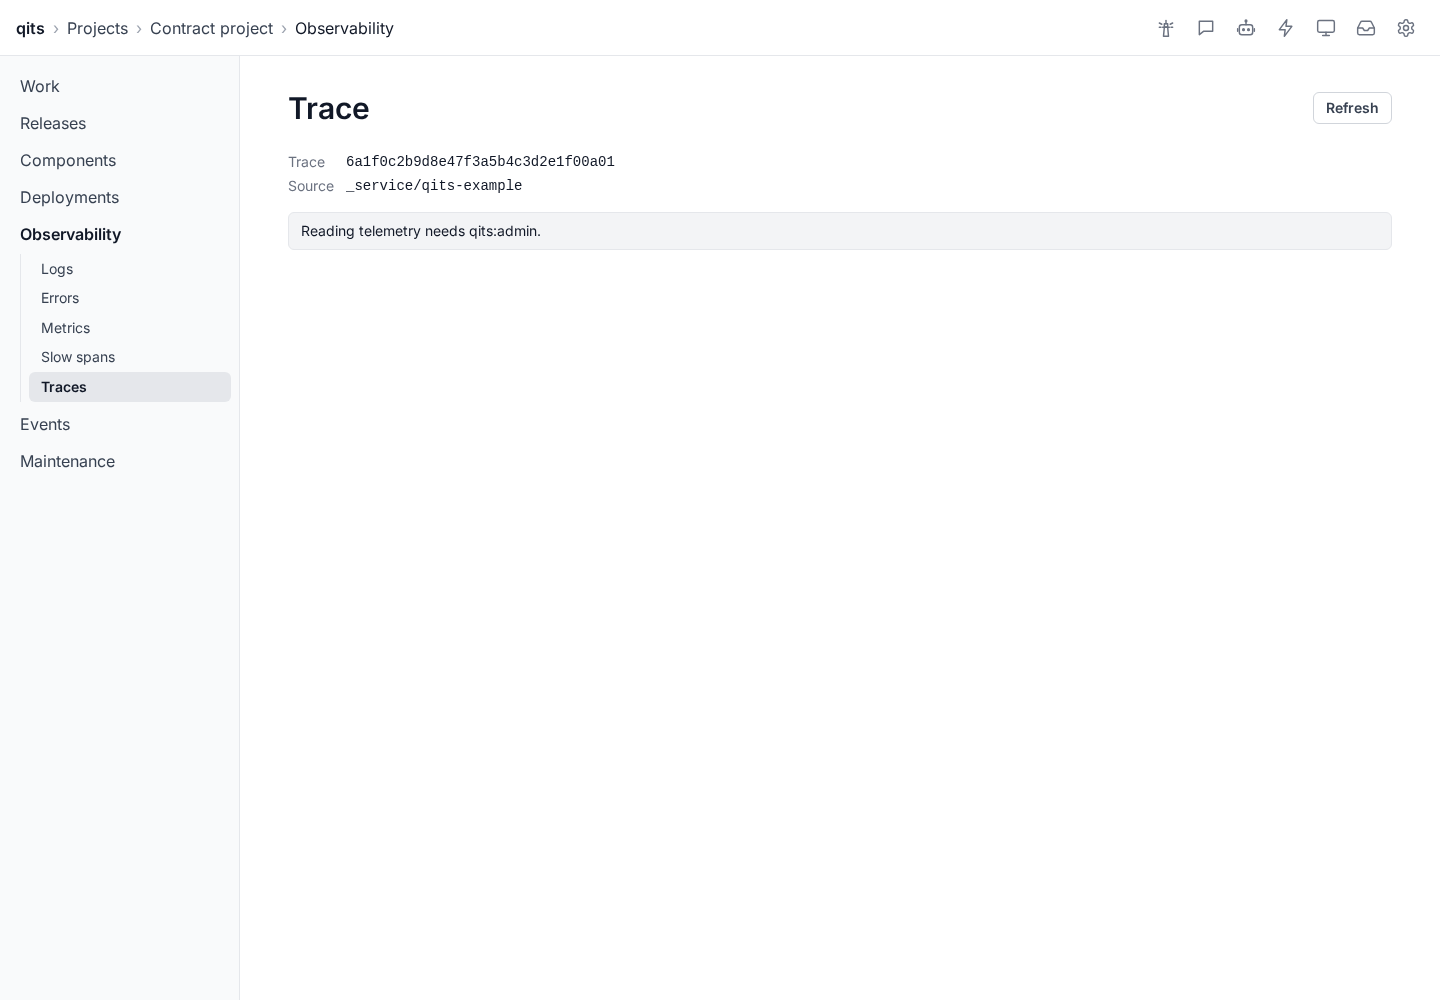 qits › Projects › Contract project › Observability
Work
Releases
Components
Deployments
Observability
Logs
Errors
Metrics
Slow spans
Traces
Events
Maintenance
Trace
Refresh
Trace 6a1f0c2b9d8e47f3a5b4c3d2e1f00a01
Source _service/qits-example
Reading telemetry needs qits:admin.